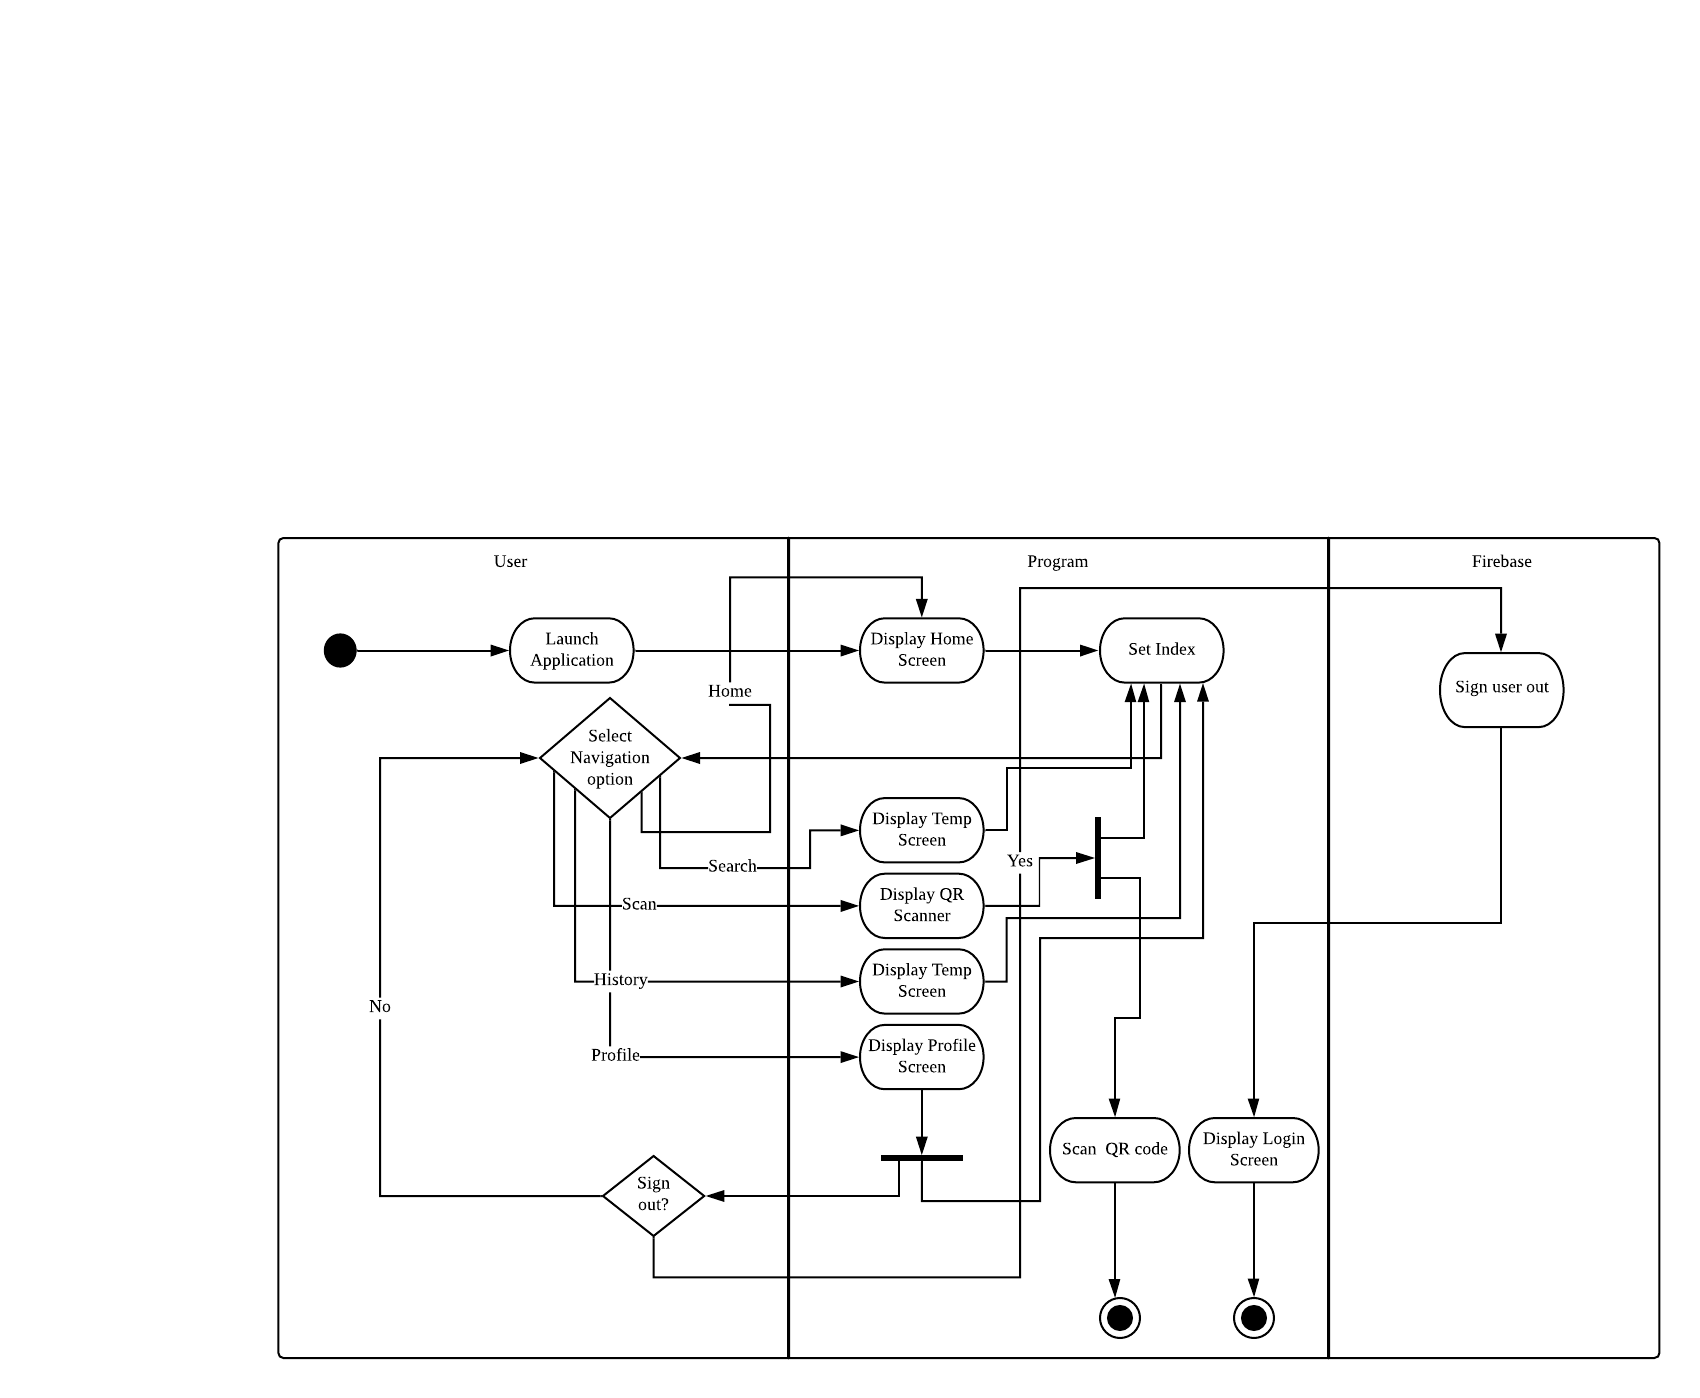 User
Program
Firebase
Launch
Application
Display Home
Screen
Set Index
Sign user out
Home
Select
Navigation
option
Display Temp
Screen
Search
Yes
Display QR
Scanner
Scan
Display Temp
Screen
History
No
Display Profile
Screen
Profile
Scan  QR code
Display Login
Screen
Sign
out?